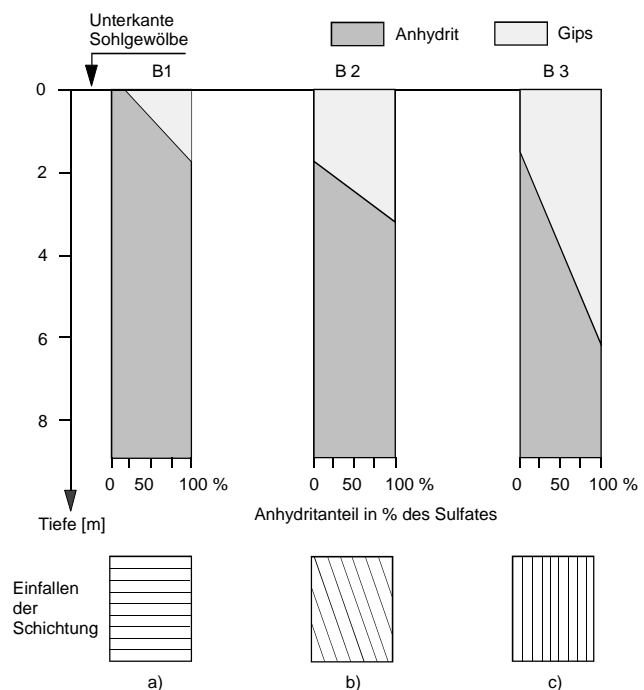 Unterkante
Sohlgewölbe
Anhydrit
Gips
B1
B 2
B 3
0
2
4
6
8
0 50 100 %
0 50 100 %
0 50 100 %
Tiefe [m]
Anhydritanteil in % des Sulfates
Einfallen
der
Schichtung
a)
b)
c)